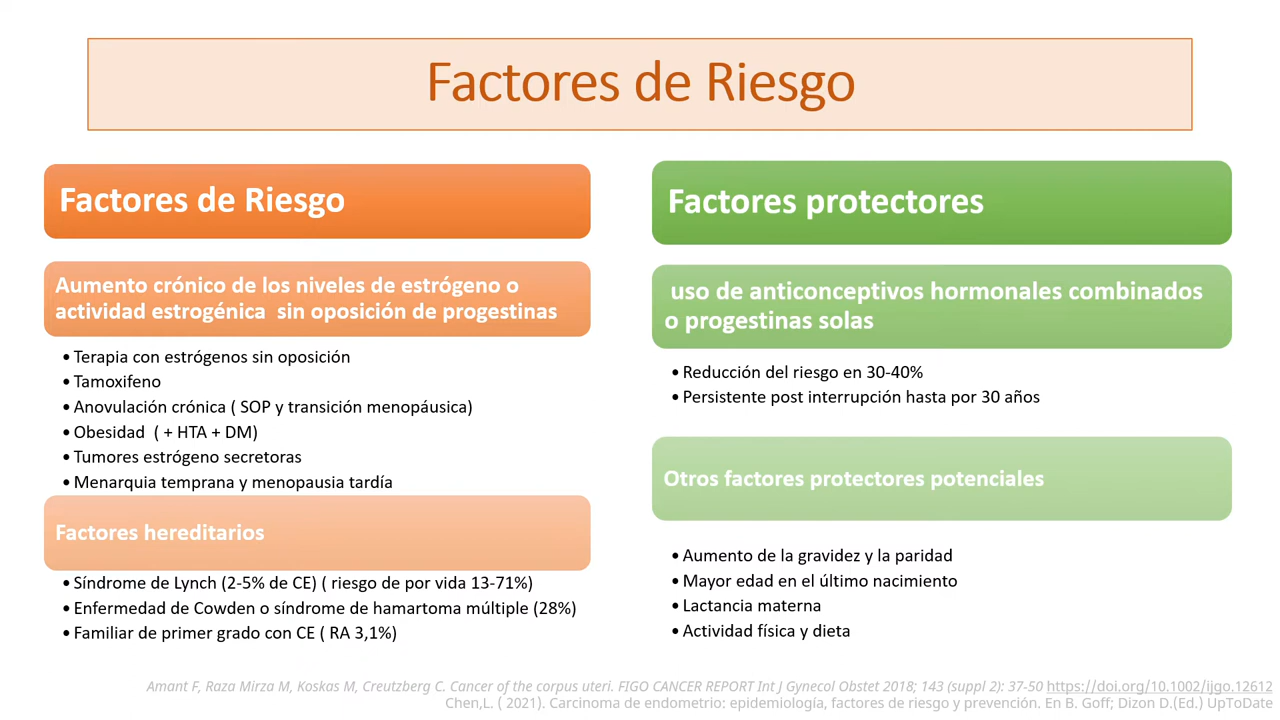 Factores de Riesgo
Factores de Riesgo
Aumento crónico de los niveles de estrógeno o
actividad estrogénica sin oposición de progestinas
• Terapia con estrógenos sin oposición
• Tamoxifeno
• Anovulación crónica ( SOP y transición menopáusica)
• Obesidad ( + HTA + DM)
• Tumores estrógeno secretoras
• Menarquia temprana y menopausia tardía
Factores hereditarios
• Síndrome de Lynch (2-5% de CE) ( riesgo de por vida 13-71%)
• Enfermedad de Cowden o síndrome de hamartoma múltiple (28%)
• Familiar de primer grado con CE ( RA 3,1%)
Factores protectores
uso de anticonceptivos hormonales combinados
o progestinas solas
• Reducción del riesgo en 30-40%
• Persistente post interrupción hasta por 30 años
Otros factores protectores potenciales
• Aumento de la gravidez y la paridad
• Mayor edad en el último nacimiento
• Lactancia materna
• Actividad física y dieta
Amant F, Raza Mirza M, Koskas M, Creutzberg C. Cancer of the corpus uteri. FIGO CANCER REPORT Int J Gynecol Obstet 2018; 143 (suppl 2): 37-50 https://doi.org/10.1002/ijgo.12612
Chen,L. ( 2021). Carcinoma de endometrio: epidemiología, factores de riesgo y prevención. En B. Goff; Dizon D.(Ed.) UpToDate